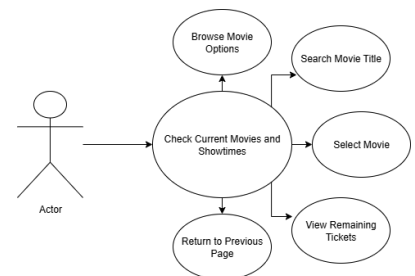 Browse Movie
Options
Search Movie Title
Check Current Movies and
Showtimes
Select Movie
Actor
View Remaining
Tickets
Return to Previous
Page